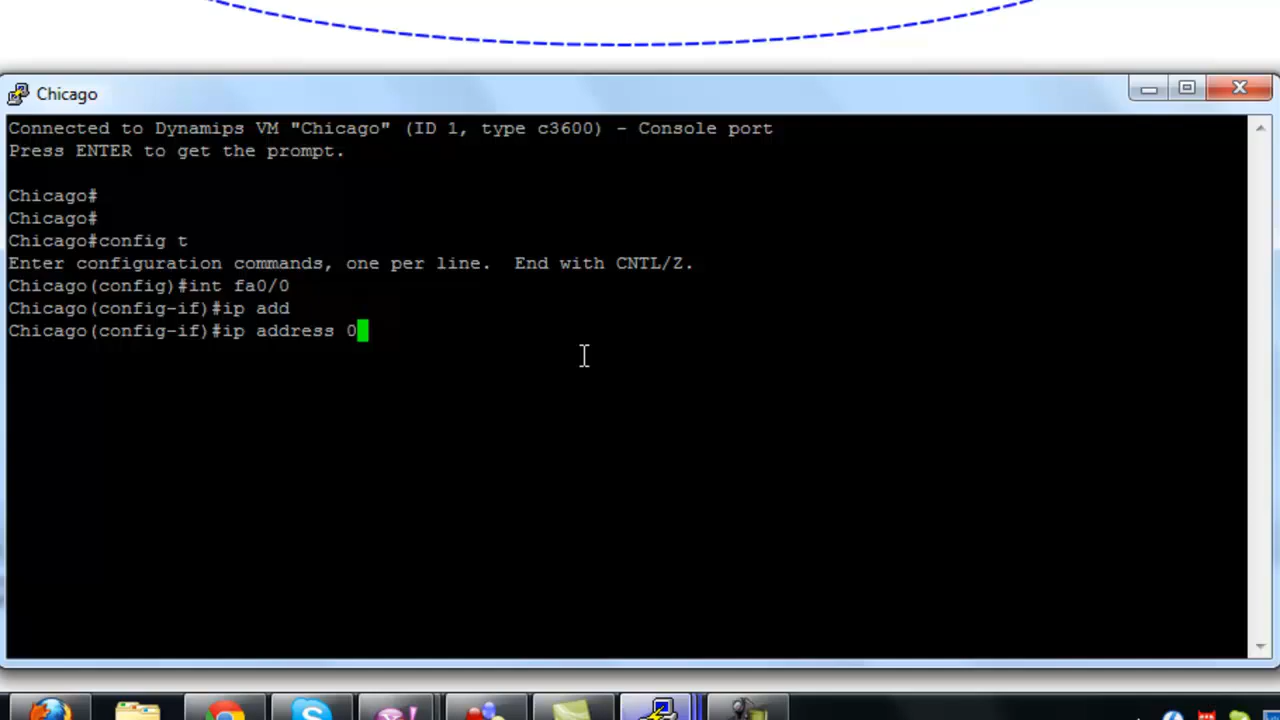 Chicago
Connected to Dynamips VM "Chicago" (ID 1, type c3600) - Console port
Press ENTER to get the prompt.
Chicago#
Chicago#
Chicago#config t
Enter configuration commands, one per line.  End with CNTL/Z.
Chicago(config)#int fa0/0
Chicago(config-if)#ip add
Chicago(config-if)#ip address 0